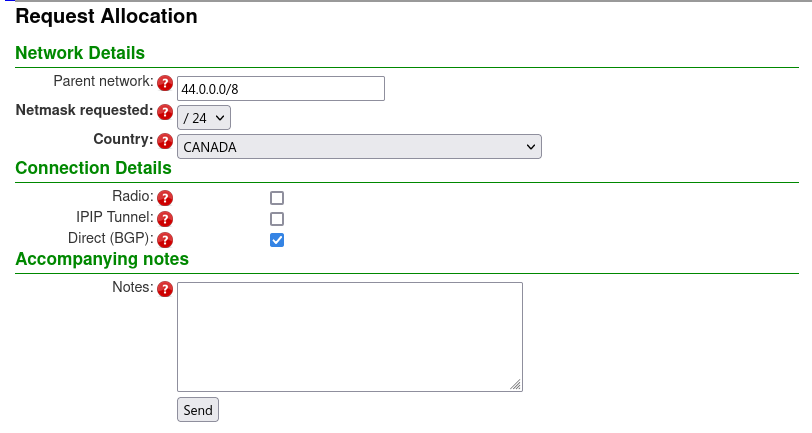 Request Allocation
Network Details
Parent network: ? 44.0.0.0/8
Netmask requested: ? / 24
Country: ? CANADA
Connection Details
Radio: ?
IPIP Tunnel: ?
Direct (BGP): ?
Accompanying notes
Notes: ?
Send